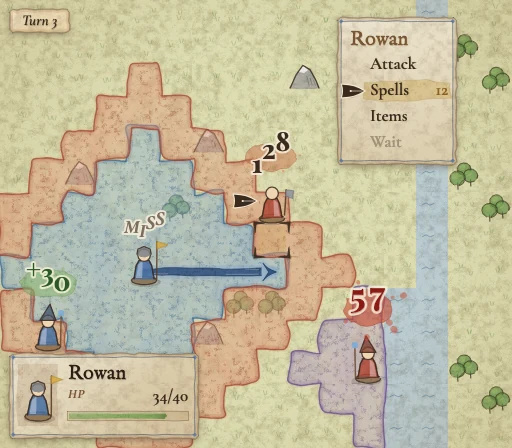 Turn 3
Rowan
Attack
Spells 12
Items
Wait
128
MISS
+30
57
Rowan
HP 34/40